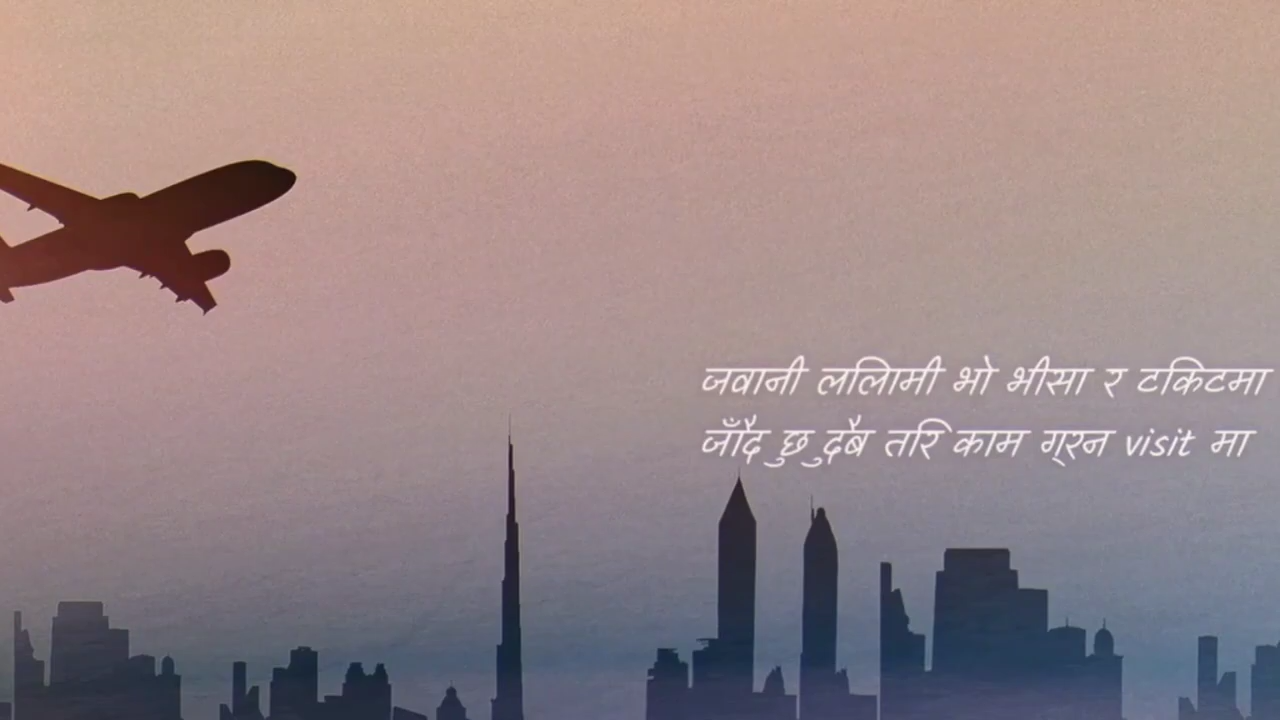 जवानी ललिामी भो भीसा र टकिटमा
जाँदै छु दुबै तरि काम ग्रन visit मा